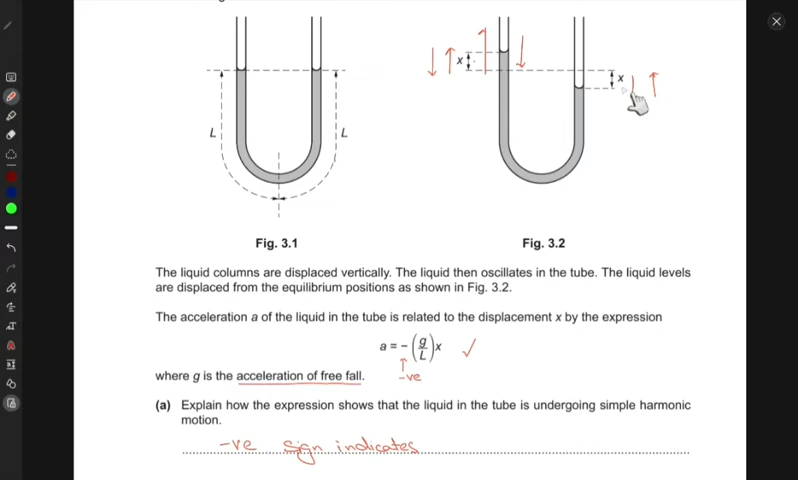 x
x
L
L
Fig. 3.1
Fig. 3.2
The liquid columns are displaced vertically. The liquid then oscillates in the tube. The liquid levels
are displaced from the equilibrium positions as shown in Fig. 3.2.
The acceleration a of the liquid in the tube is related to the displacement x by the expression
a = − (g/L) x ✓
-ve
where g is the acceleration of free fall.
(a) Explain how the expression shows that the liquid in the tube is undergoing simple harmonic
motion.
-ve sign indicates